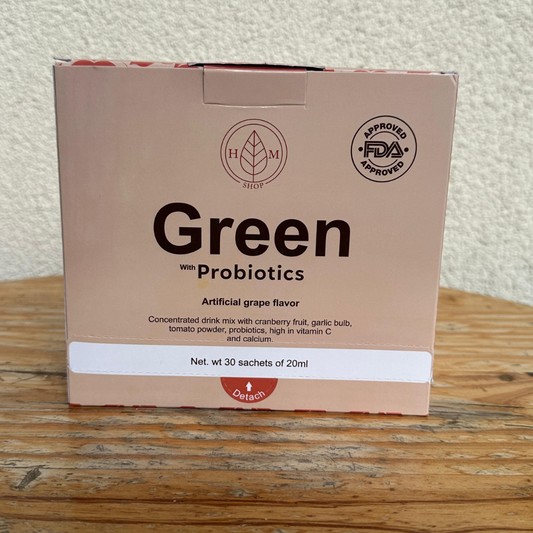 H M
SHOP
APPROVED
FDA
APPROVED
Green
With Probiotics
Artificial grape flavor
Concentrated drink mix with cranberry fruit, garlic bulb,
tomato powder, probiotics, high in vitamin C
and calcium.
Net. wt 30 sachets of 20ml
Detach